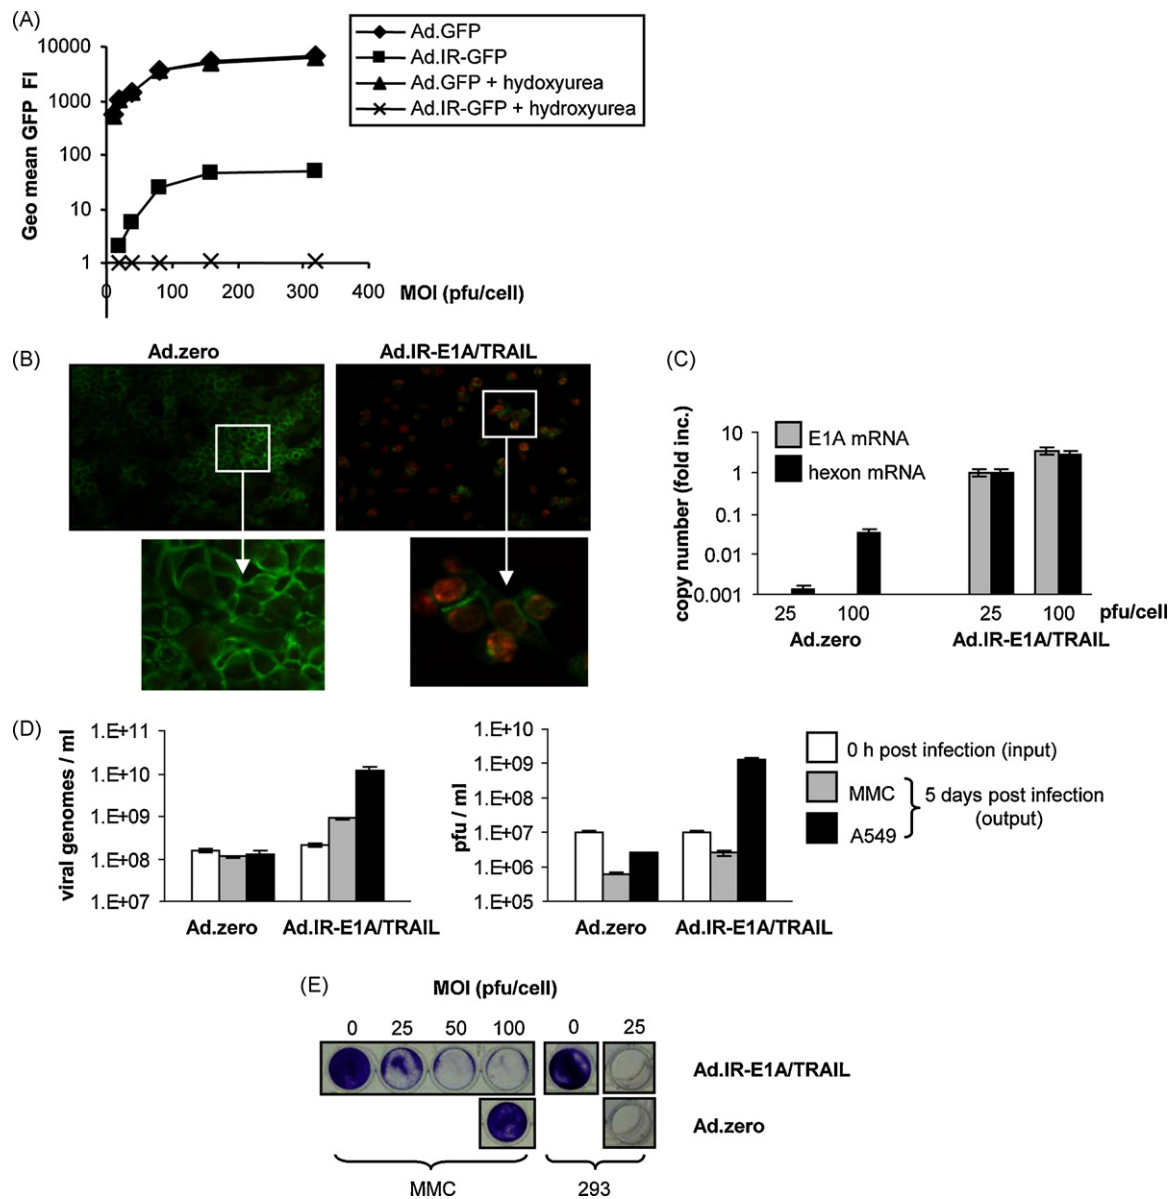 (A)
Ad.GFP
Ad.IR-GFP
Ad.GFP + hydoxyurea
Ad.IR-GFP + hydroxyurea
Geo mean GFP FI
10000
1000
100
10
1
0 100 200 300 400
MOI (pfu/cell)
(B)
Ad.zero
Ad.IR-E1A/TRAIL
(C)
copy number (fold inc.)
10
1
0.1
0.01
0.001
E1A mRNA
hexon mRNA
25 100 25 100 pfu/cell
Ad.zero Ad.IR-E1A/TRAIL
(D)
viral genomes / ml
1.E+11
1.E+10
1.E+09
1.E+08
1.E+07
Ad.zero Ad.IR-E1A/TRAIL
pfu / ml
1.E+10
1.E+09
1.E+08
1.E+07
1.E+06
1.E+05
Ad.zero Ad.IR-E1A/TRAIL
0 h post infection (input)
MMC
A549
5 days post infection
(output)
(E)
MOI (pfu/cell)
0 25 50 100 0 25
Ad.IR-E1A/TRAIL
Ad.zero
MMC 293